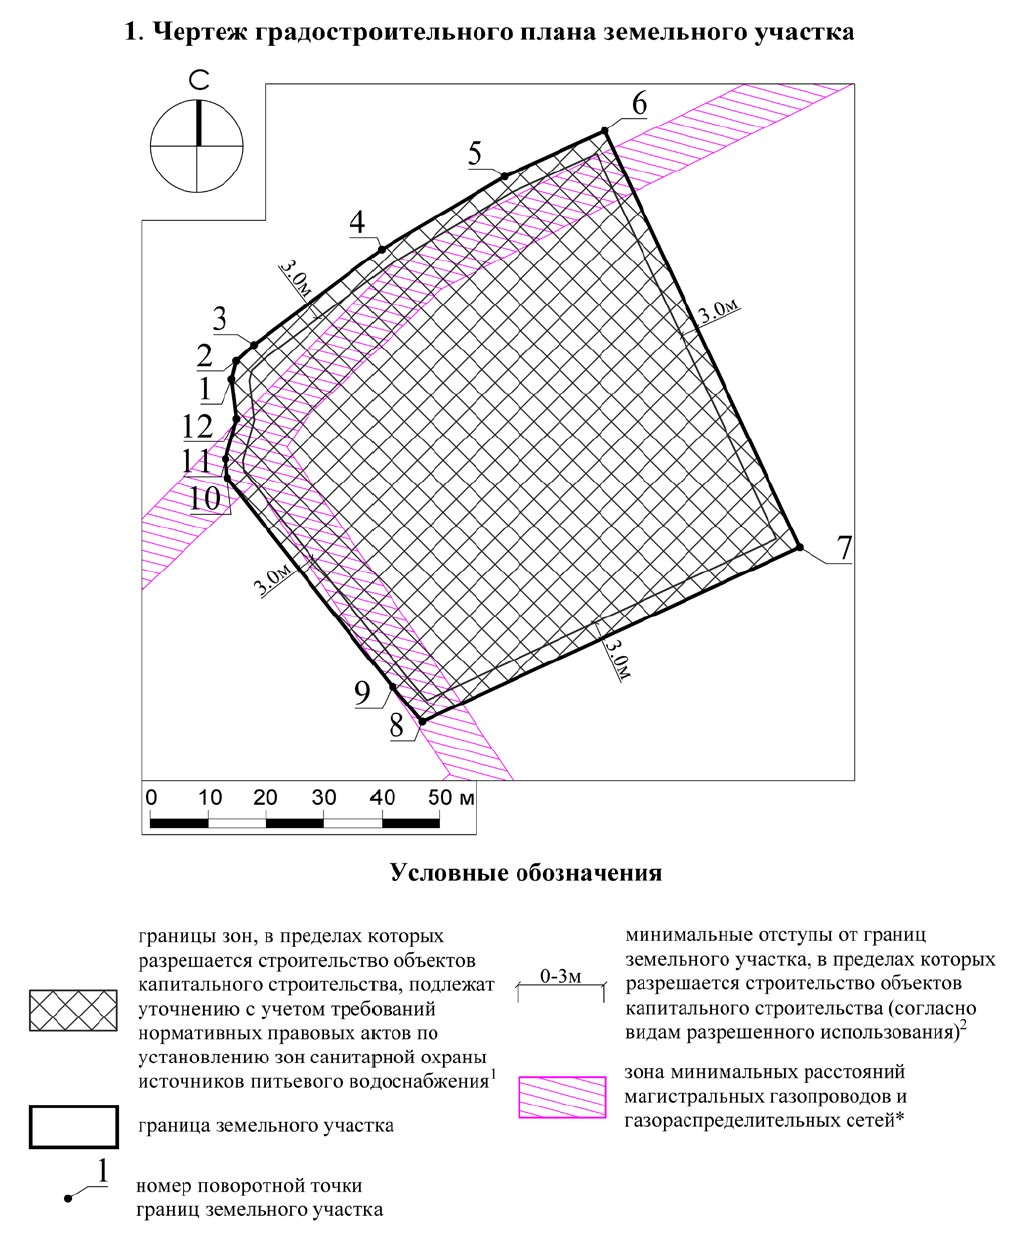 1. Чертеж градостроительного плана земельного участка
С
6
5
4
3.0м
3
3.0м
2
1
12
11
10
7
3.0м
3.0м
9
8
0 10 20 30 40 50 м
Условные обозначения
границы зон, в пределах которых
разрешается строительство объектов
капитального строительства, подлежат
уточнению с учетом требований
нормативных правовых актов по
установлению зон санитарной охраны
источников питьевого водоснабжения1
граница земельного участка
1
номер поворотной точки
границ земельного участка
0-3м
минимальные отступы от границ
земельного участка, в пределах которых
разрешается строительство объектов
капитального строительства (согласно
видам разрешенного использования)2
зона минимальных расстояний
магистральных газопроводов и
газораспределительных сетей*